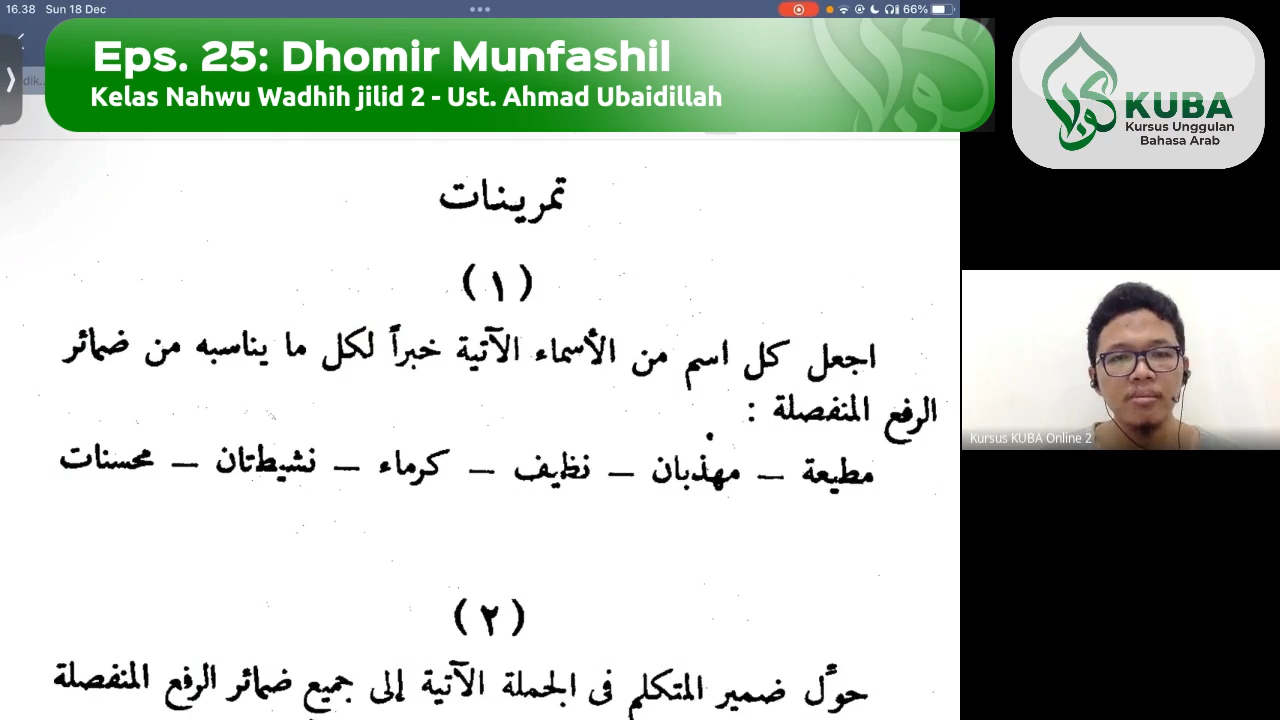 16.38 Sun 18 Dec
66%
Eps. 25: Dhomir Munfashil
Kelas Nahwu Wadhih jilid 2 - Ust. Ahmad Ubaidillah
dik..
KUBA
Kursus Unggulan
Bahasa Arab
تمرينات
(١)
اجعل كل اسم من الأسماء الآتية خبراً لكل ما يناسبه من ضمائر
الرفع المنفصلة :
مطيعة – مهذبان – نظيف – كرماء – نشيطتان – محسنات
(٢)
حوِّل ضمير المتكلم فى الجملة الآتية إلى جميع ضمائر الرفع المنفصلة
Kursus KUBA Online 2